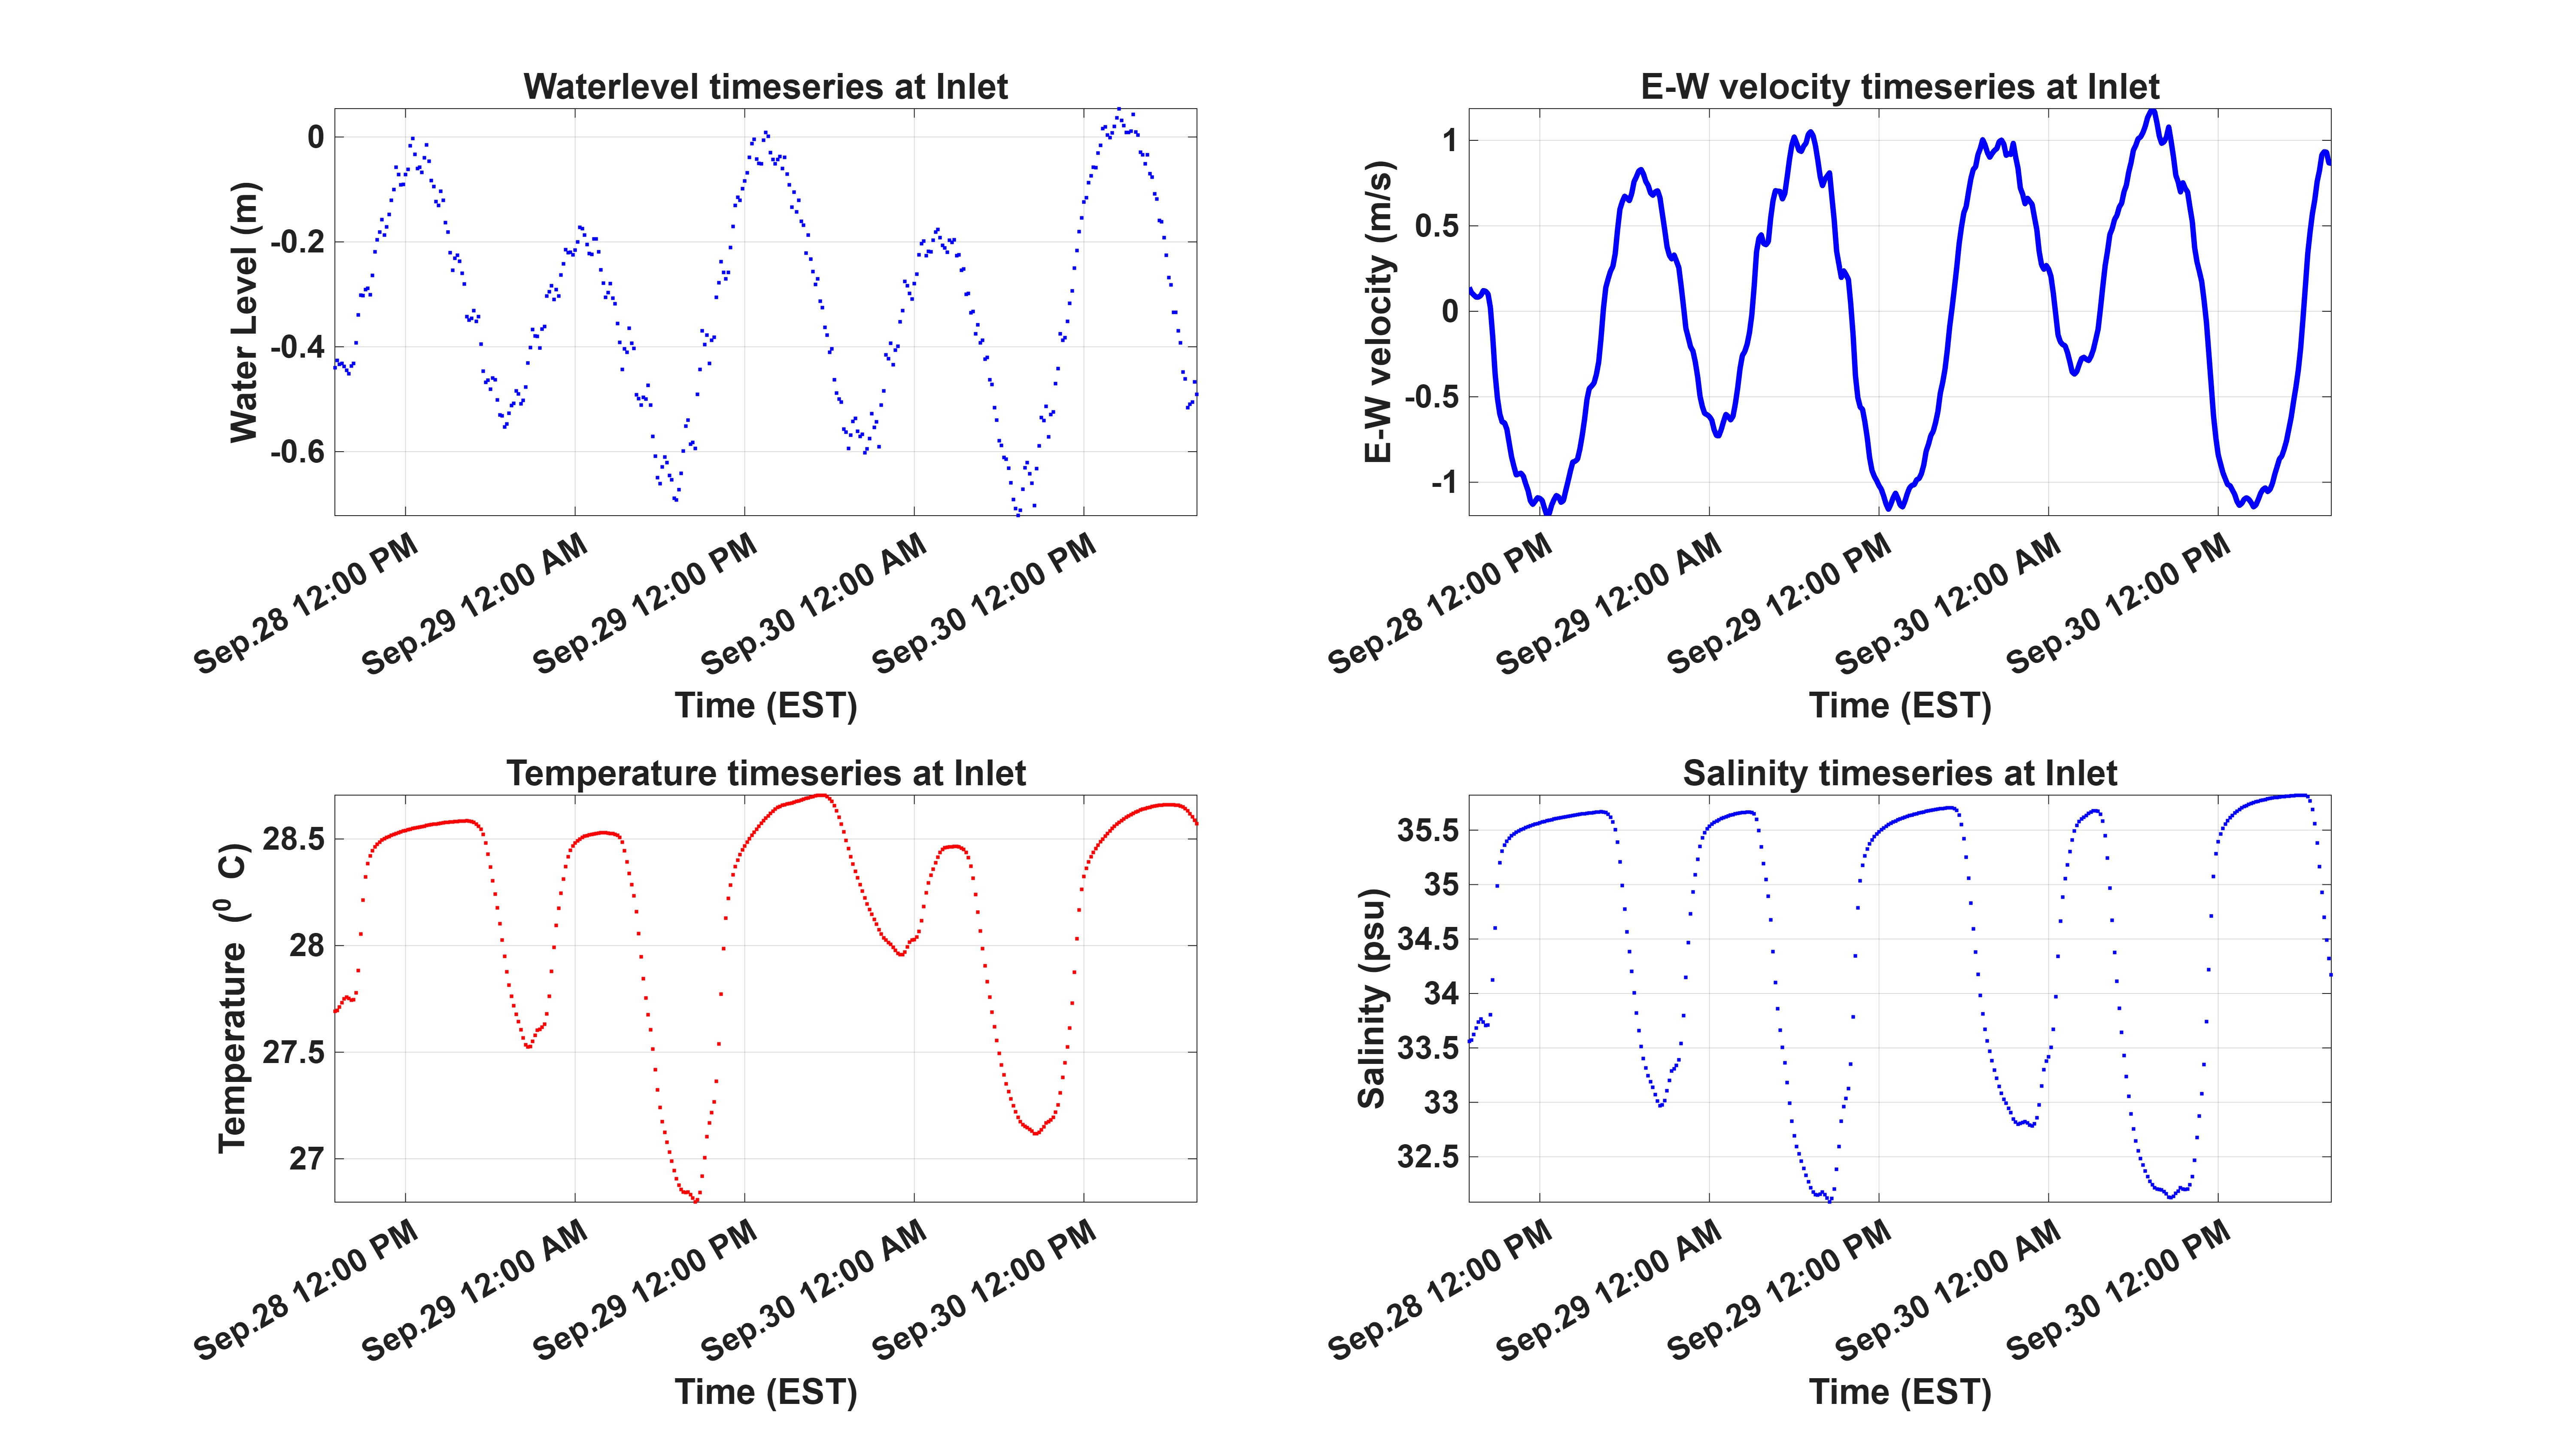 Waterlevel timeseries at Inlet
0
-0.2
-0.4
-0.6
Water Level (m)
Sep.28 12:00 PM
Sep.29 12:00 AM
Sep.29 12:00 PM
Sep.30 12:00 AM
Sep.30 12:00 PM
Time (EST)
E-W velocity timeseries at Inlet
1
0.5
0
-0.5
-1
E-W velocity (m/s)
Sep.28 12:00 PM
Sep.29 12:00 AM
Sep.29 12:00 PM
Sep.30 12:00 AM
Sep.30 12:00 PM
Time (EST)
Temperature timeseries at Inlet
28.5
28
27.5
27
Temperature (⁰ C)
Sep.28 12:00 PM
Sep.29 12:00 AM
Sep.29 12:00 PM
Sep.30 12:00 AM
Sep.30 12:00 PM
Time (EST)
Salinity timeseries at Inlet
35.5
35
34.5
34
33.5
33
32.5
Salinity (psu)
Sep.28 12:00 PM
Sep.29 12:00 AM
Sep.29 12:00 PM
Sep.30 12:00 AM
Sep.30 12:00 PM
Time (EST)